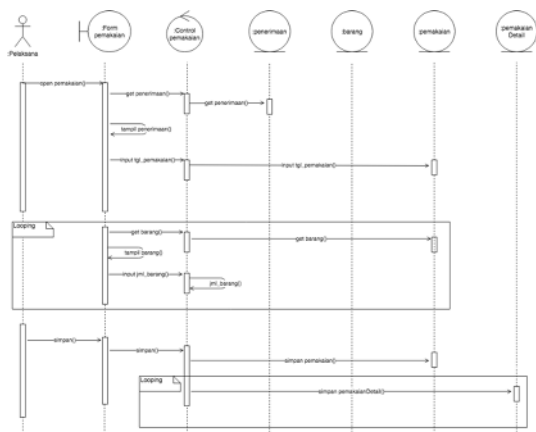 :Pelaksana
:Form
pemakaian
:Control
pemakaian
:penerimaan
:barang
:pemakaian
:pemakaian
Detail
open pemakaian()
get penerimaan()
get penerimaan()
tampil penerimaan()
input tgl_pemakaian()
input tgl_pemakaian()
Looping
get barang()
get barang()
tampil barang()
input jml_barang()
jml_barang()
simpan()
simpan()
simpan pemakaian()
Looping
simpan pemakaianDetail()